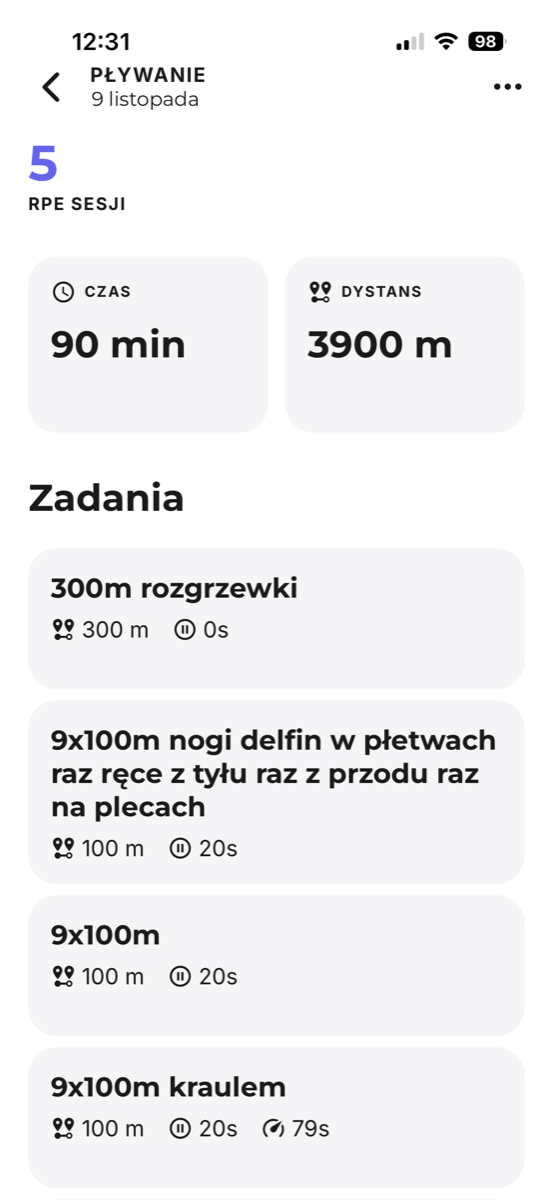 12:31
98
PŁYWANIE
9 listopada
5
RPE SESJI
CZAS
90 min
DYSTANS
3900 m
Zadania
300m rozgrzewki
300 m 0s
9x100m nogi delfin w płetwach
raz ręce z tyłu raz z przodu raz
na plecach
100 m 20s
9x100m
100 m 20s
9x100m kraulem
100 m 20s 79s